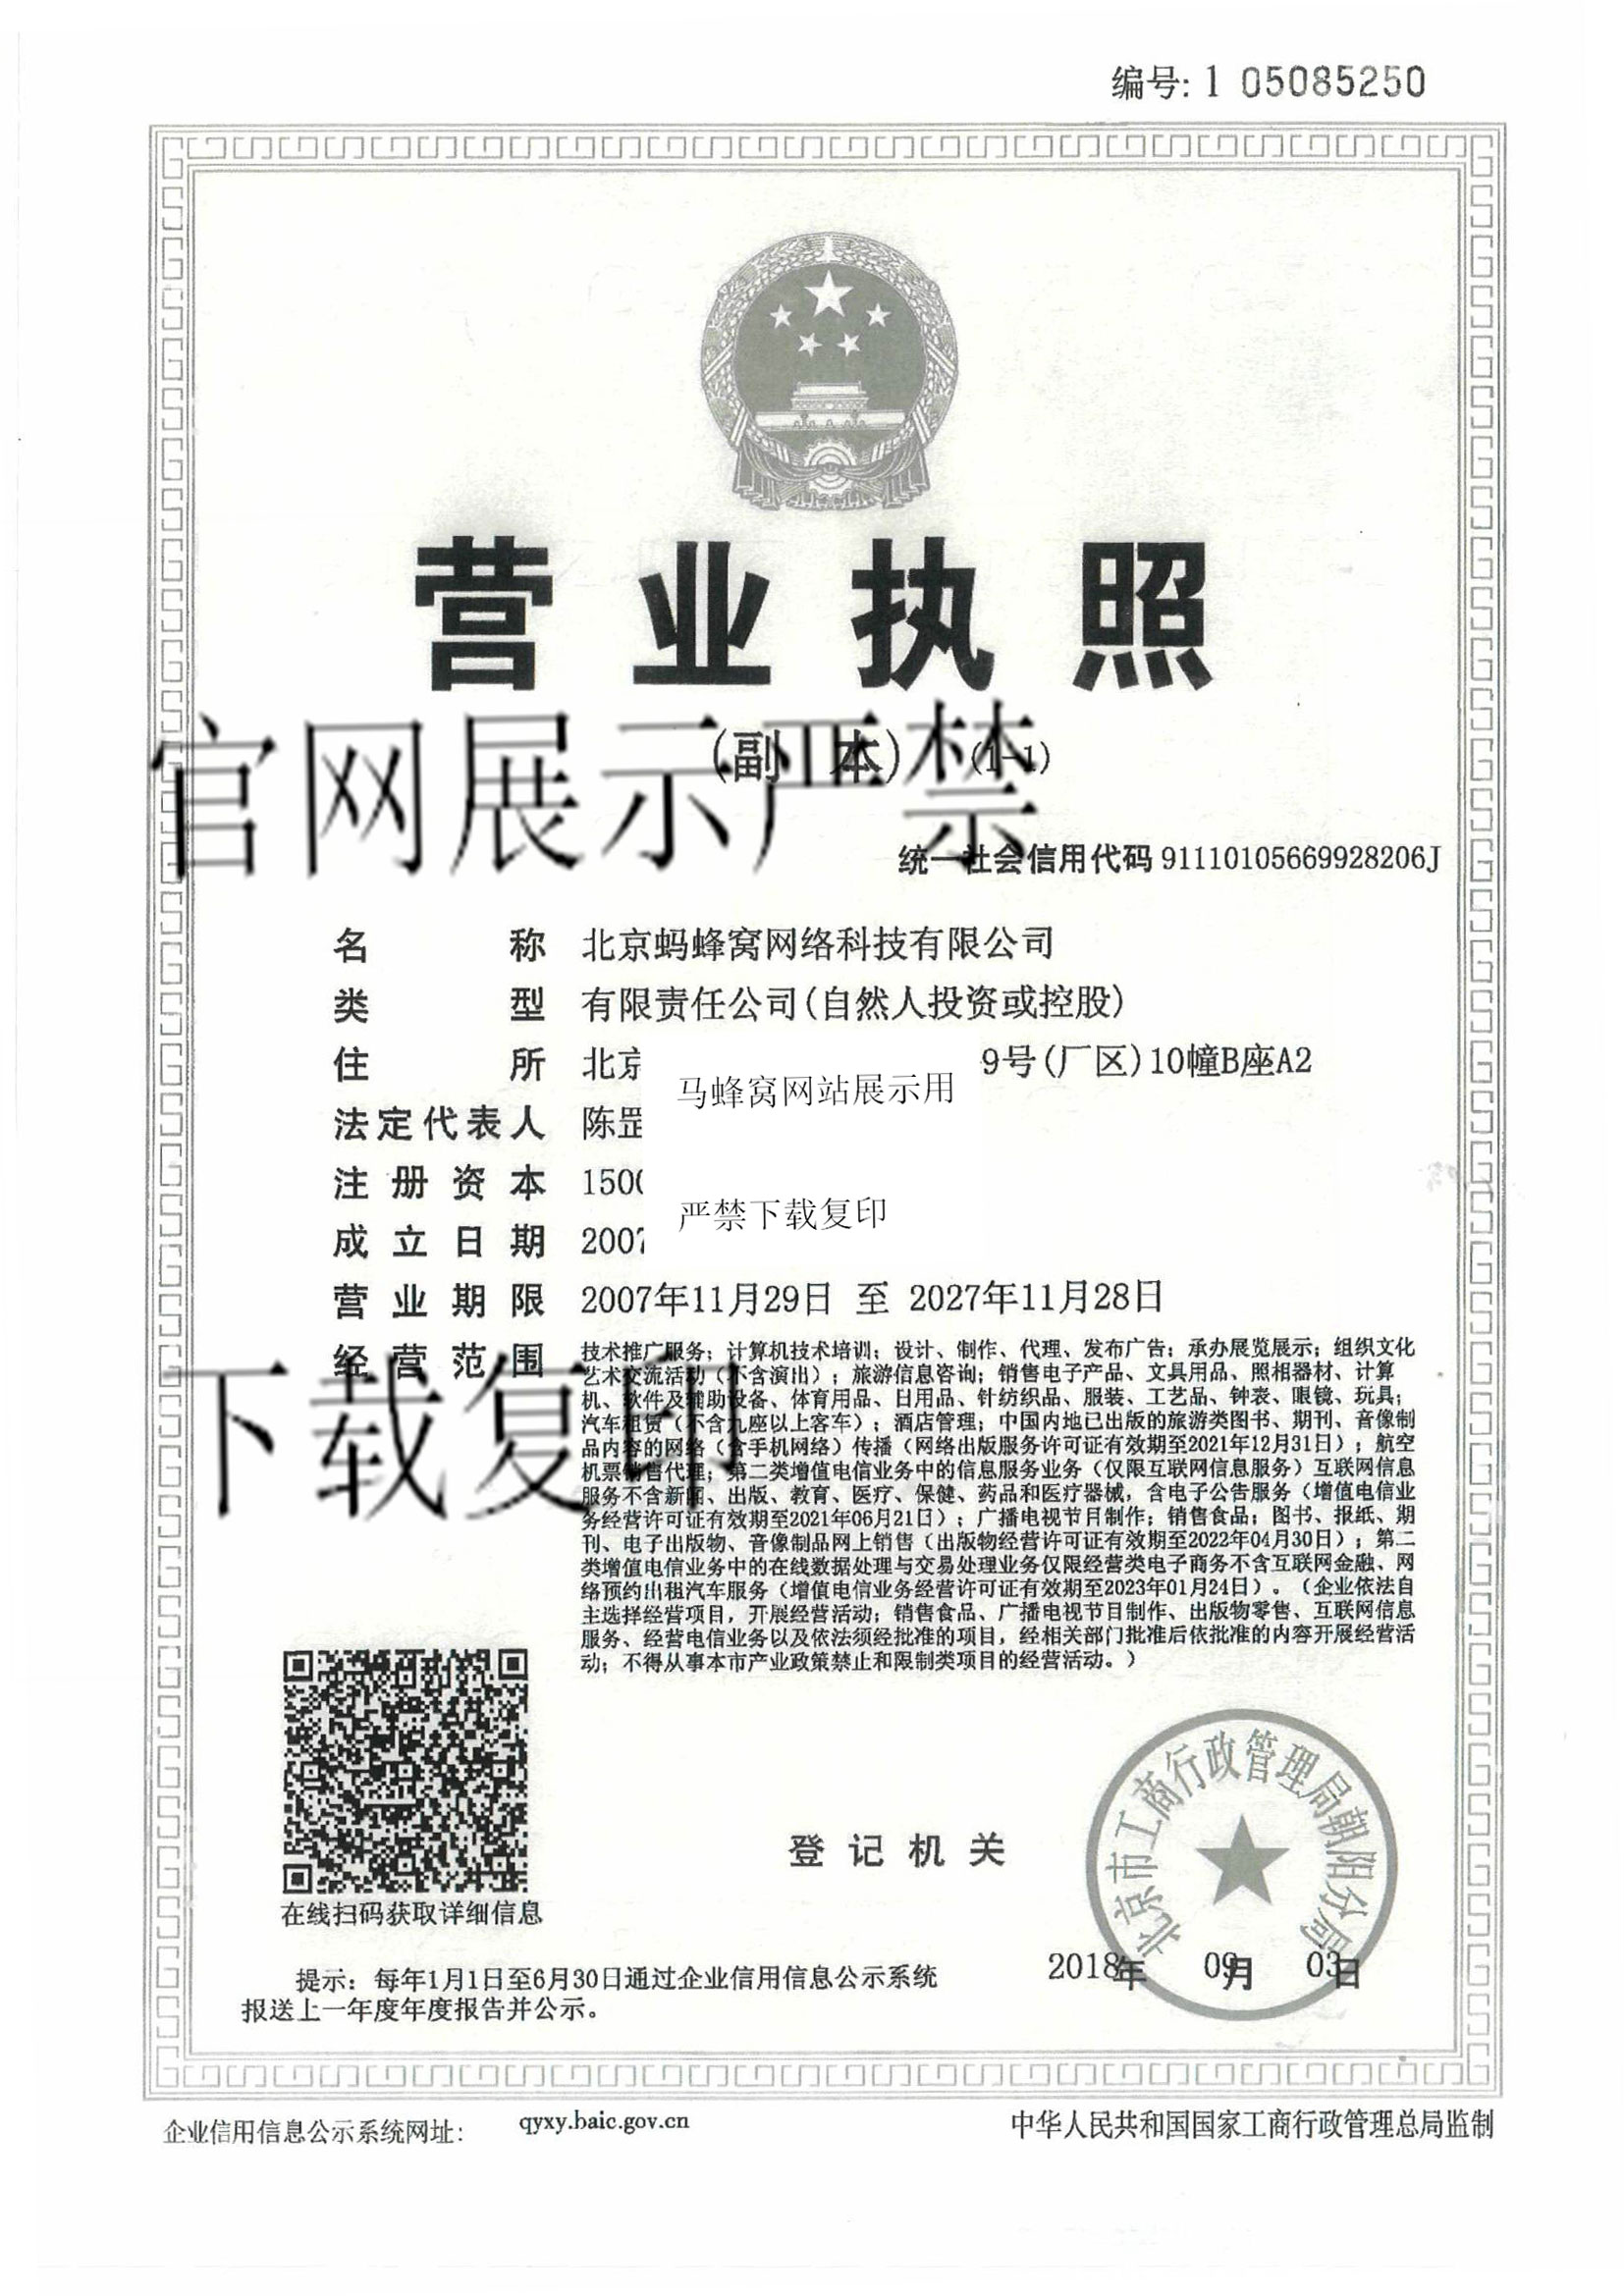 编号: 1 05085250
营业执照
(副 本) (1-1)
官网展示严禁
统一社会信用代码 91110105669928206J
名称 北京蚂蜂窝网络科技有限公司
类型 有限责任公司(自然人投资或控股)
住所 北京 9号(厂区)10幢B座A2
马蜂窝网站展示用
法定代表人 陈罡
注册资本 1500
严禁下载复印
成立日期 2007
营业期限 2007年11月29日 至 2027年11月28日
经营范围 技术推广服务；计算机技术培训；设计、制作、代理、发布广告；承办展览展示；组织文化
艺术交流活动（不含演出）；旅游信息咨询；销售电子产品、文具用品、照相器材、计算
机、软件及辅助设备、体育用品、日用品、针纺织品、服装、工艺品、钟表、眼镜、玩具；
汽车租赁（不含九座以上客车）；酒店管理；中国内地已出版的旅游类图书、期刊、音像制
品内容的网络（含手机网络）传播（网络出版服务许可证有效期至2021年12月31日）；航空
机票销售代理；第二类增值电信业务中的信息服务业务（仅限互联网信息服务）互联网信息
服务不含新闻、出版、教育、医疗、保健、药品和医疗器械，含电子公告服务（增值电信业
务经营许可证有效期至2021年06月21日）；广播电视节目制作；销售食品；图书、报纸、期
刊、电子出版物、音像制品网上销售（出版物经营许可证有效期至2022年04月30日）；第二
类增值电信业务中的在线数据处理与交易处理业务仅限经营类电子商务不含互联网金融、网
络预约出租汽车服务（增值电信业务经营许可证有效期至2023年01月24日）。（企业依法自
主选择经营项目，开展经营活动；销售食品、广播电视节目制作、出版物零售、互联网信息
服务、经营电信业务以及依法须经批准的项目，经相关部门批准后依批准的内容开展经营活
动；不得从事本市产业政策禁止和限制类项目的经营活动。）
下载复印
在线扫码获取详细信息
登记机关
北京市工商行政管理局朝阳分局
2018年 09月 03日
提示：每年1月1日至6月30日通过企业信用信息公示系统
报送上一年度年度报告并公示。
企业信用信息公示系统网址： qyxy.baic.gov.cn
中华人民共和国国家工商行政管理总局监制